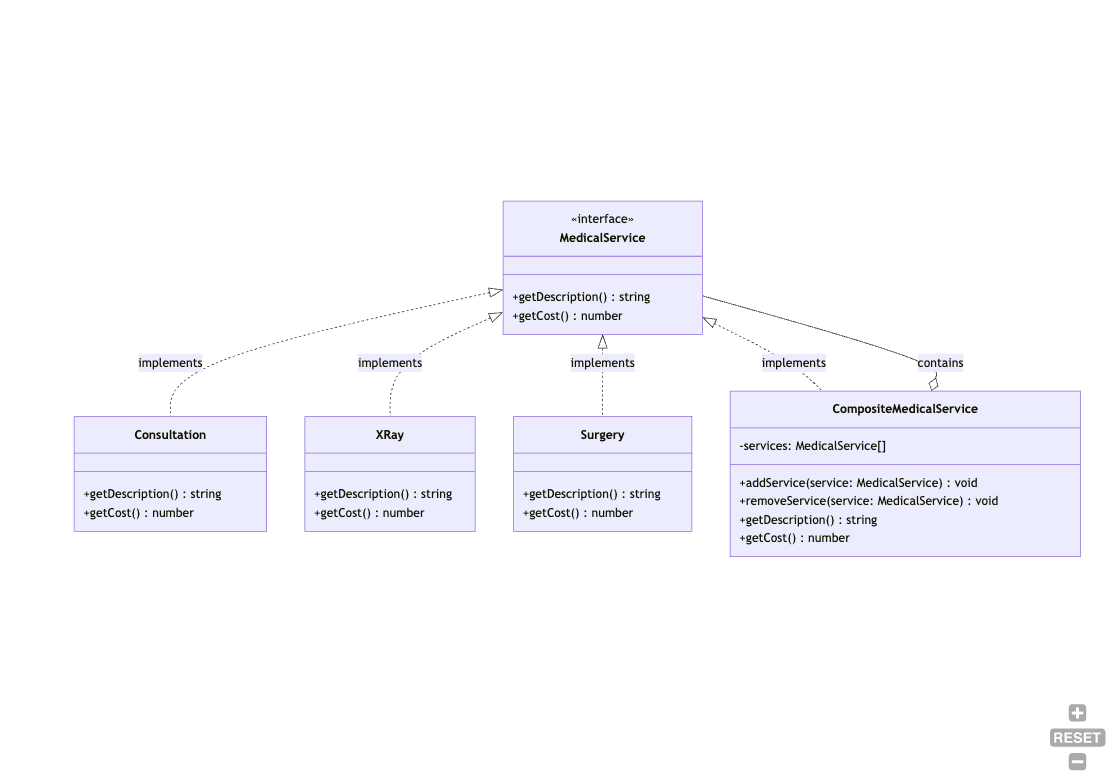 «interface»
MedicalService
+getDescription() : string
+getCost() : number
implements
implements
implements
implements
contains
Consultation
+getDescription() : string
+getCost() : number
XRay
+getDescription() : string
+getCost() : number
Surgery
+getDescription() : string
+getCost() : number
CompositeMedicalService
-services: MedicalService[]
+addService(service: MedicalService) : void
+removeService(service: MedicalService) : void
+getDescription() : string
+getCost() : number
RESET